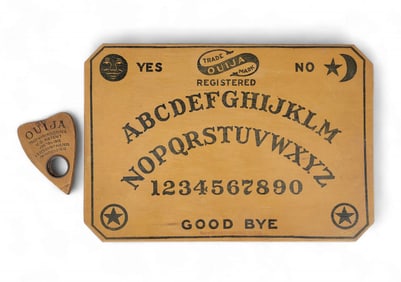 OUIJA
YES
TRADE
OUIJA
MARK
REGISTERED
NO
ABCDEFGHIJKLM
NOPQRSTUVWXYZ
1234567890
GOOD BYE